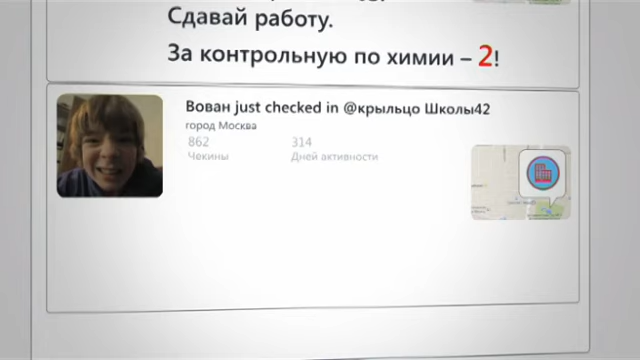 Сдавай работу.
За контрольную по химии – 2!
Вован just checked in @крыльцо Школы42
город Москва
862 314
Чекины Дней активности